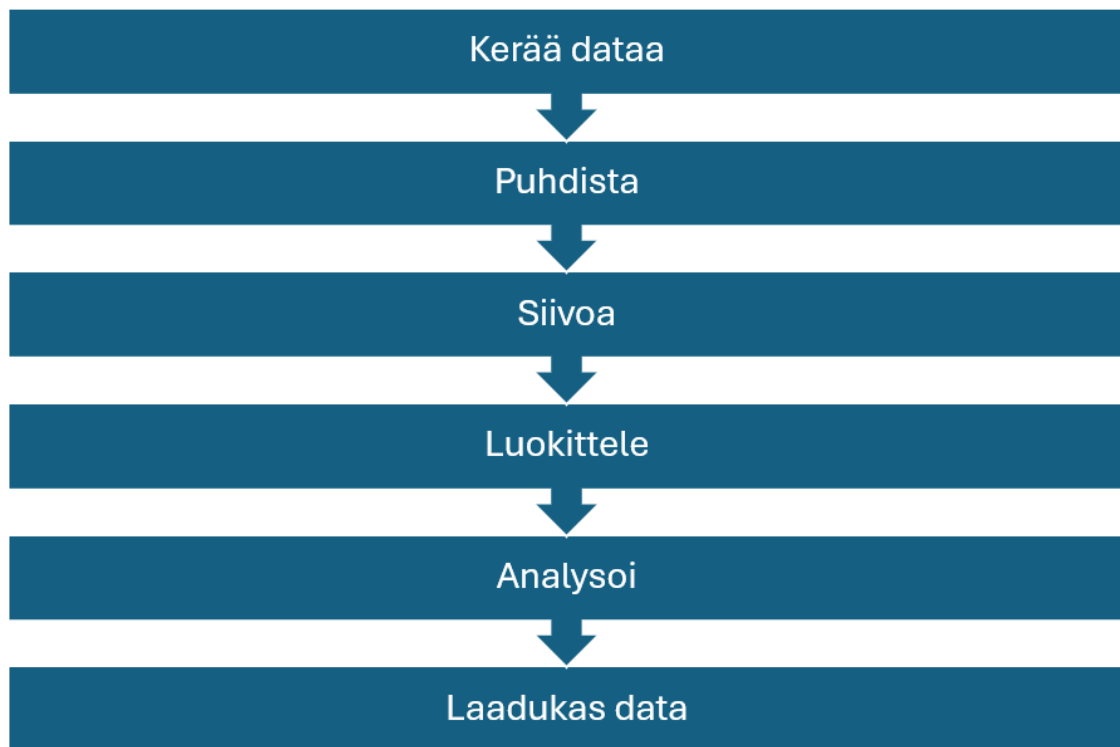 Kerää dataa
Puhdista
Siivoa
Luokittele
Analysoi
Laadukas data